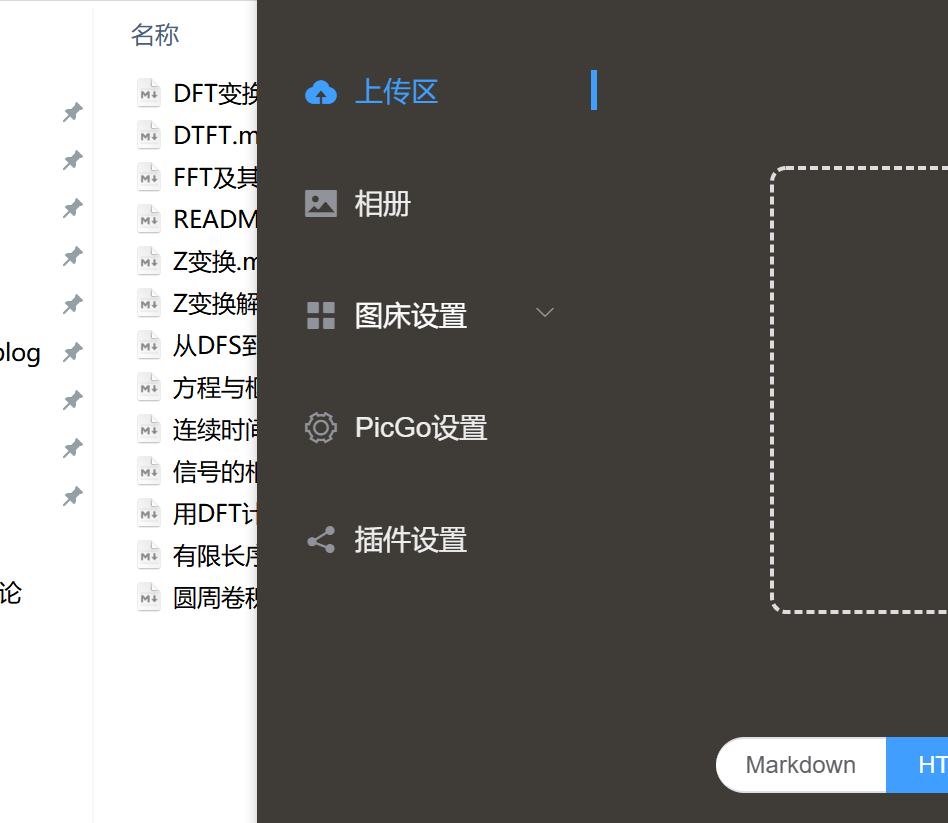 名称
DFT变换
DTFT.m
FFT及其
READM
Z变换.m
Z变换解
从DFS到
方程与框
连续时间
信号的相
用DFT计
有限长序
圆周卷积
blog
论
上传区
相册
图床设置
PicGo设置
插件设置
Markdown
HT